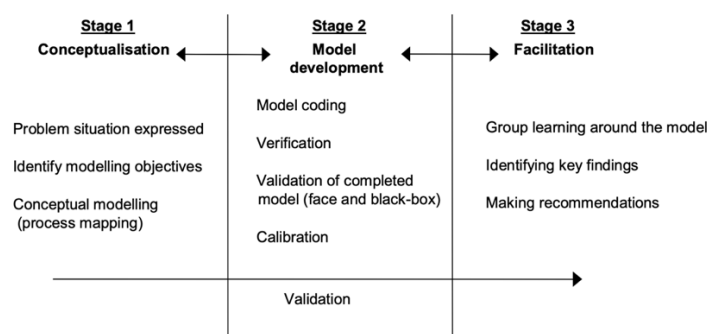 Stage 1
Conceptualisation
Problem situation expressed
Identify modelling objectives
Conceptual modelling
(process mapping)
Stage 2
Model
development
Model coding
Verification
Validation of completed
model (face and black-box)
Calibration
Stage 3
Facilitation
Group learning around the model
Identifying key findings
Making recommendations
Validation